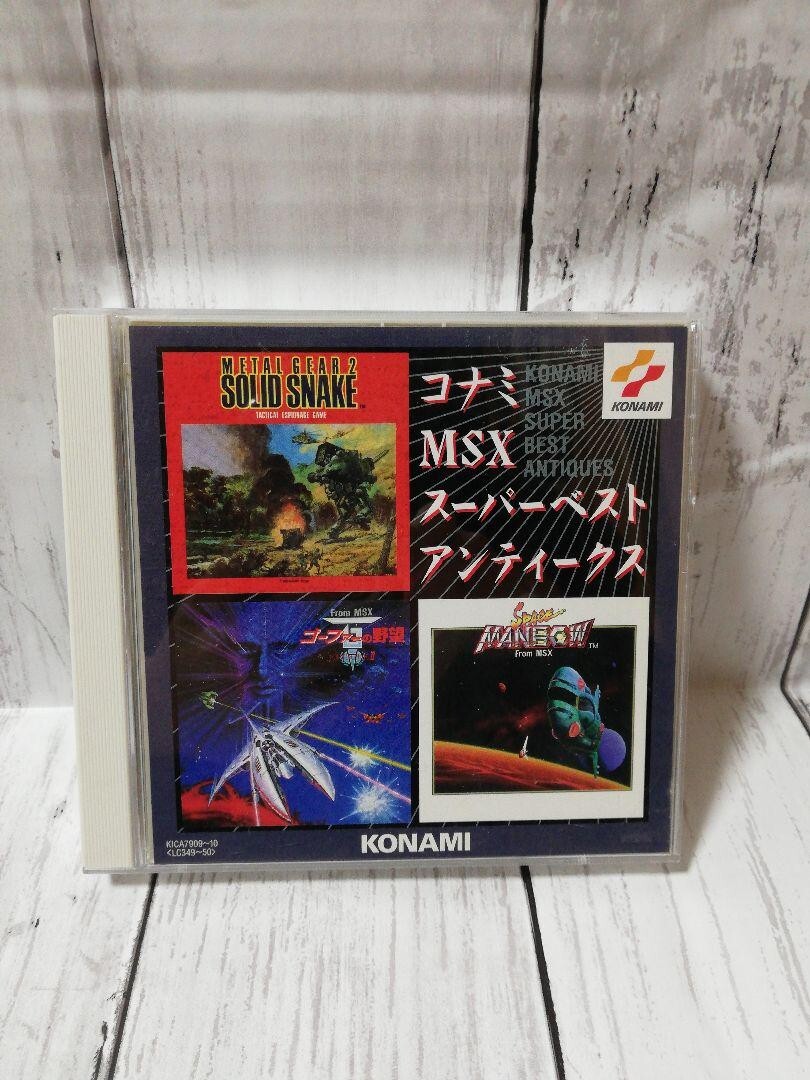 METAL GEAR 2
SOLID SNAKE
TACTICAL ESPIONAGE GAME
コナミ
MSX
スーパーベスト
アンティークス
KONAMI
MSX
SUPER
BEST
ANTIQUES
KONAMI
From MSX
ゴーファーの野望
SPACE
MANBOW
TM
From MSX
KICA7909~10
<LC349~50>
KONAMI